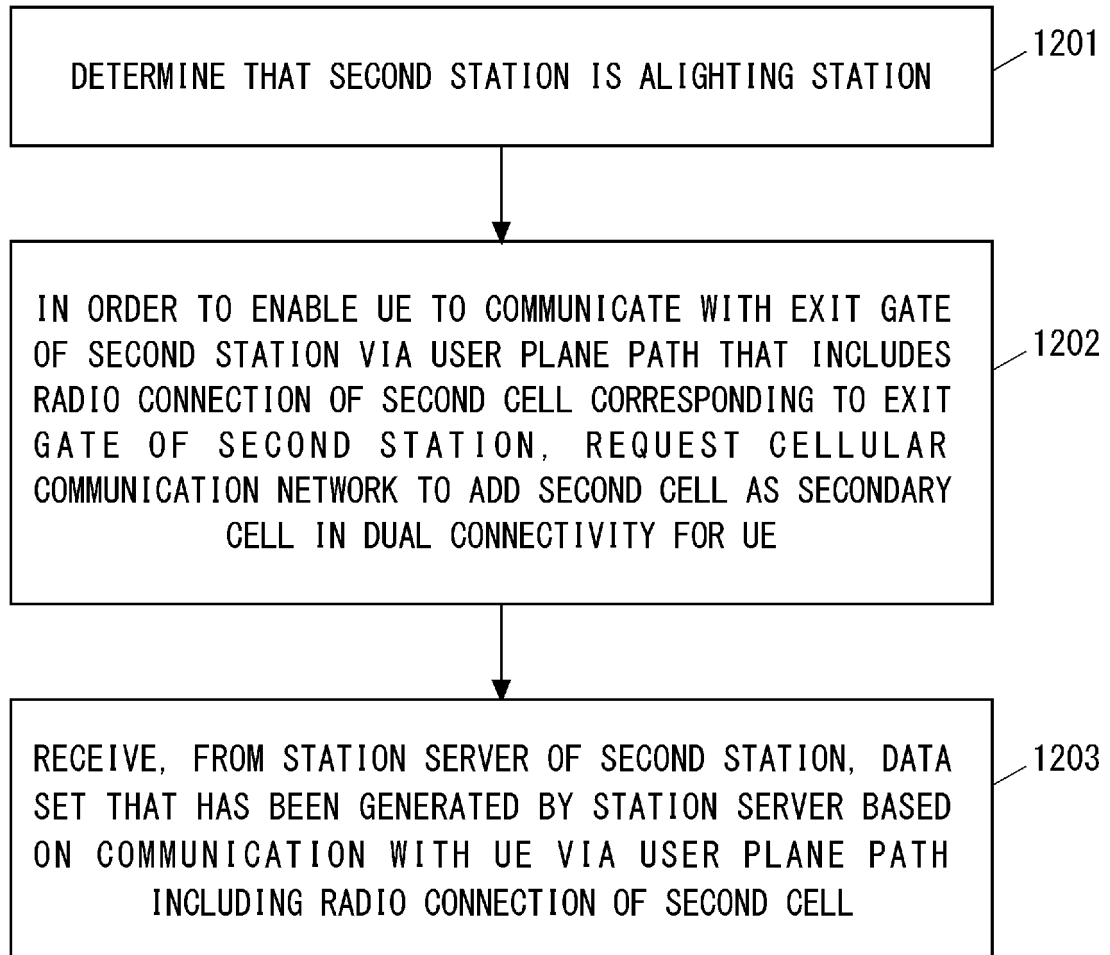 DETERMINE THAT SECOND STATION IS ALIGHTING STATION
1201
IN ORDER TO ENABLE UE TO COMMUNICATE WITH EXIT GATE
OF SECOND STATION VIA USER PLANE PATH THAT INCLUDES
RADIO CONNECTION OF SECOND CELL CORRESPONDING TO EXIT
GATE OF SECOND STATION, REQUEST CELLULAR
COMMUNICATION NETWORK TO ADD SECOND CELL AS SECONDARY
CELL IN DUAL CONNECTIVITY FOR UE
1202
RECEIVE, FROM STATION SERVER OF SECOND STATION, DATA
SET THAT HAS BEEN GENERATED BY STATION SERVER BASED
ON COMMUNICATION WITH UE VIA USER PLANE PATH
INCLUDING RADIO CONNECTION OF SECOND CELL
1203